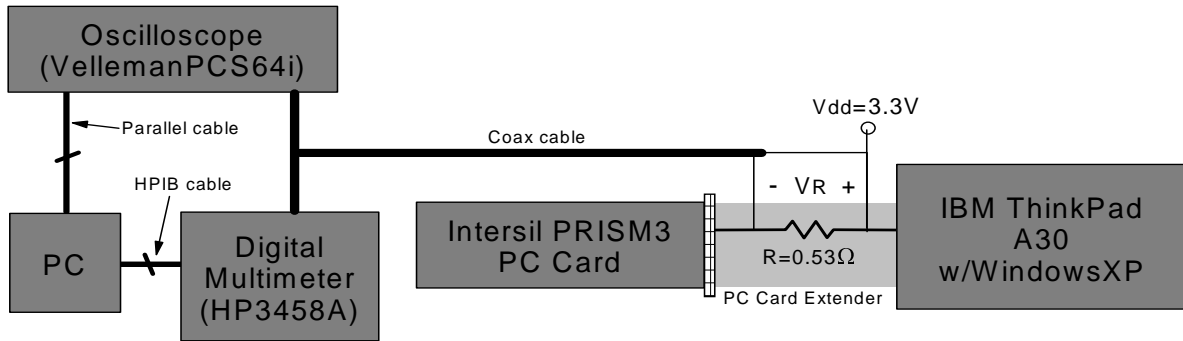 Oscilloscope
(VellemanPCS64i)
Parallel cable
HPIB cable
PC
Digital
Multimeter
(HP3458A)
Coax cable
Vdd=3.3V
- VR +
Intersil PRISM3
PC Card
R=0.53Ω
PC Card Extender
IBM ThinkPad
A30
w/WindowsXP